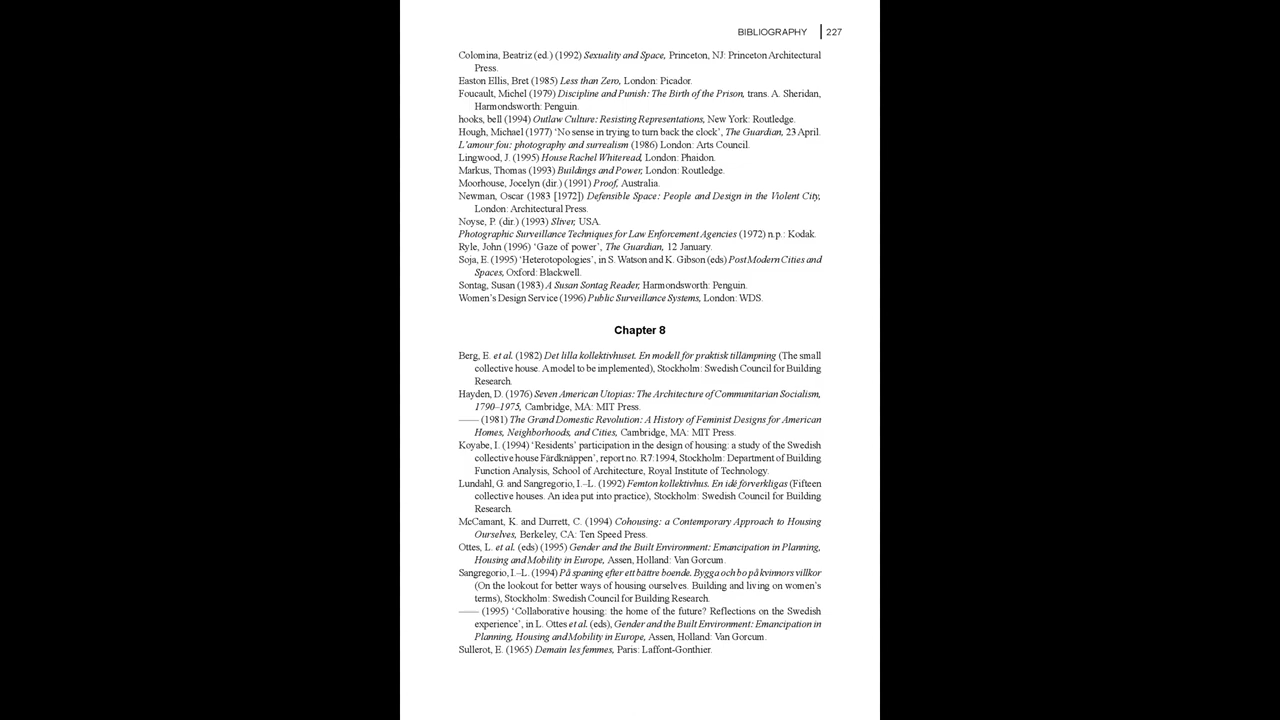 BIBLIOGRAPHY | 227
Colomina, Beatriz (ed.) (1992) Sexuality and Space, Princeton, NJ: Princeton Architectural
Press.
Easton Ellis, Bret (1985) Less than Zero, London: Picador.
Foucault, Michel (1979) Discipline and Punish: The Birth of the Prison, trans. A. Sheridan,
Harmondsworth: Penguin.
hooks, bell (1994) Outlaw Culture: Resisting Representations, New York: Routledge.
Hough, Michael (1977) ‘No sense in trying to turn back the clock’, The Guardian, 23 April.
L’amour fou: photography and surrealism (1986) London: Arts Council.
Lingwood, J. (1995) House Rachel Whiteread, London: Phaidon.
Markus, Thomas (1993) Buildings and Power, London: Routledge.
Moorhouse, Jocelyn (dir.) (1991) Proof, Australia.
Newman, Oscar (1983 [1972]) Defensible Space: People and Design in the Violent City,
London: Architectural Press.
Noyse, P. (dir.) (1993) Sliver, USA.
Photographic Surveillance Techniques for Law Enforcement Agencies (1972) n.p.: Kodak.
Ryle, John (1996) ‘Gaze of power’, The Guardian, 12 January.
Soja, E. (1995) ‘Heterotopologies’, in S. Watson and K. Gibson (eds) PostModern Cities and
Spaces, Oxford: Blackwell.
Sontag, Susan (1983) A Susan Sontag Reader, Harmondsworth: Penguin.
Women’s Design Service (1996) Public Surveillance Systems, London: WDS.
Chapter 8
Berg, E. et al. (1982) Det lilla kollektivhuset. En modell för praktisk tillämpning (The small
collective house. A model to be implemented), Stockholm: Swedish Council for Building
Research.
Hayden, D. (1976) Seven American Utopias: The Architecture of Communitarian Socialism,
1790–1975, Cambridge, MA: MIT Press.
—— (1981) The Grand Domestic Revolution: A History of Feminist Designs for American
Homes, Neighborhoods, and Cities, Cambridge, MA: MIT Press.
Koyabe, I. (1994) ‘Residents’ participation in the design of housing: a study of the Swedish
collective house Färdknäppen’, report no. R7:1994, Stockholm: Department of Building
Function Analysis, School of Architecture, Royal Institute of Technology.
Lundahl, G. and Sangregorio, I.–L. (1992) Femton kollektivhus. En idé förverkligas (Fifteen
collective houses. An idea put into practice), Stockholm: Swedish Council for Building
Research.
McCamant, K. and Durrett, C. (1994) Cohousing: a Contemporary Approach to Housing
Ourselves, Berkeley, CA: Ten Speed Press.
Ottes, L. et al. (eds) (1995) Gender and the Built Environment: Emancipation in Planning,
Housing and Mobility in Europe, Assen, Holland: Van Gorcum.
Sangregorio, I.–L. (1994) På spaning efter ett bättre boende. Bygga och bo på kvinnors villkor
(On the lookout for better ways of housing ourselves. Building and living on women’s
terms), Stockholm: Swedish Council for Building Research.
—— (1995) ‘Collaborative housing: the home of the future? Reflections on the Swedish
experience’, in L. Ottes et al. (eds), Gender and the Built Environment: Emancipation in
Planning, Housing and Mobility in Europe, Assen, Holland: Van Gorcum.
Sullerot, E. (1965) Demain les femmes, Paris: Laffont-Gonthier.